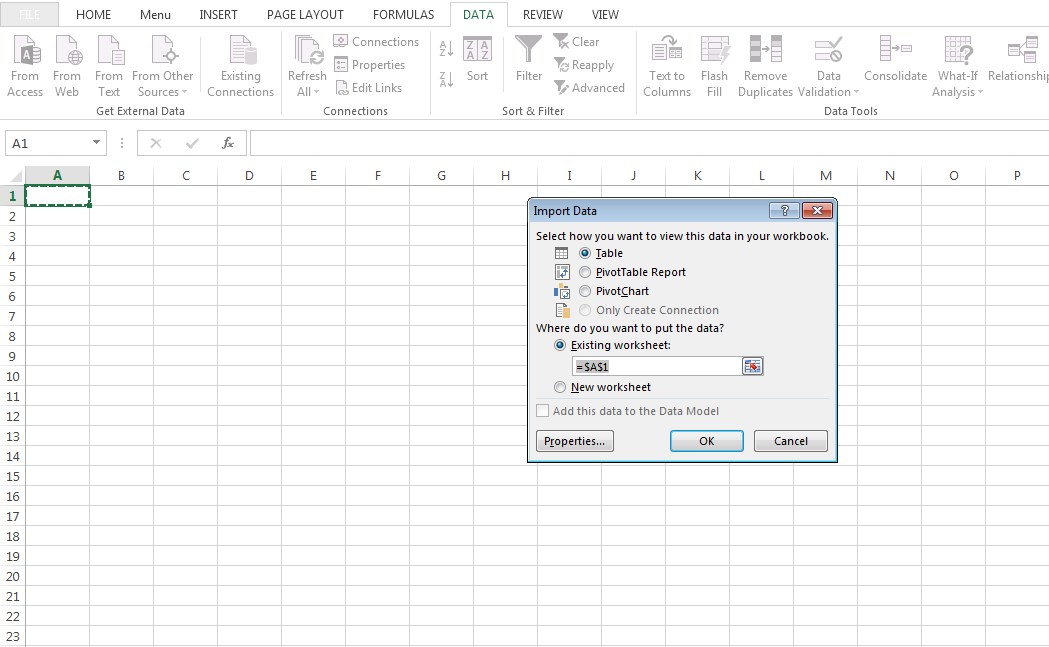 FILE HOME Menu INSERT PAGE LAYOUT FORMULAS DATA REVIEW VIEW
From Access
From Web
From Text
From Other Sources
Get External Data
Existing Connections
Refresh All
Connections
Properties
Edit Links
Connections
Sort
Filter
Clear
Reapply
Advanced
Sort & Filter
Text to Columns
Flash Fill
Remove Duplicates
Data Validation
Consolidate
What-If Analysis
Relationship
Data Tools
A1
fx
A B C D E F G H I J K L M N O P
1
2
3
4
5
6
7
8
9
10
11
12
13
14
15
16
17
18
19
20
21
22
23
Import Data ?
Select how you want to view this data in your workbook.
Table
PivotTable Report
PivotChart
Only Create Connection
Where do you want to put the data?
Existing worksheet:
=$A$1
New worksheet
Add this data to the Data Model
Properties... OK Cancel